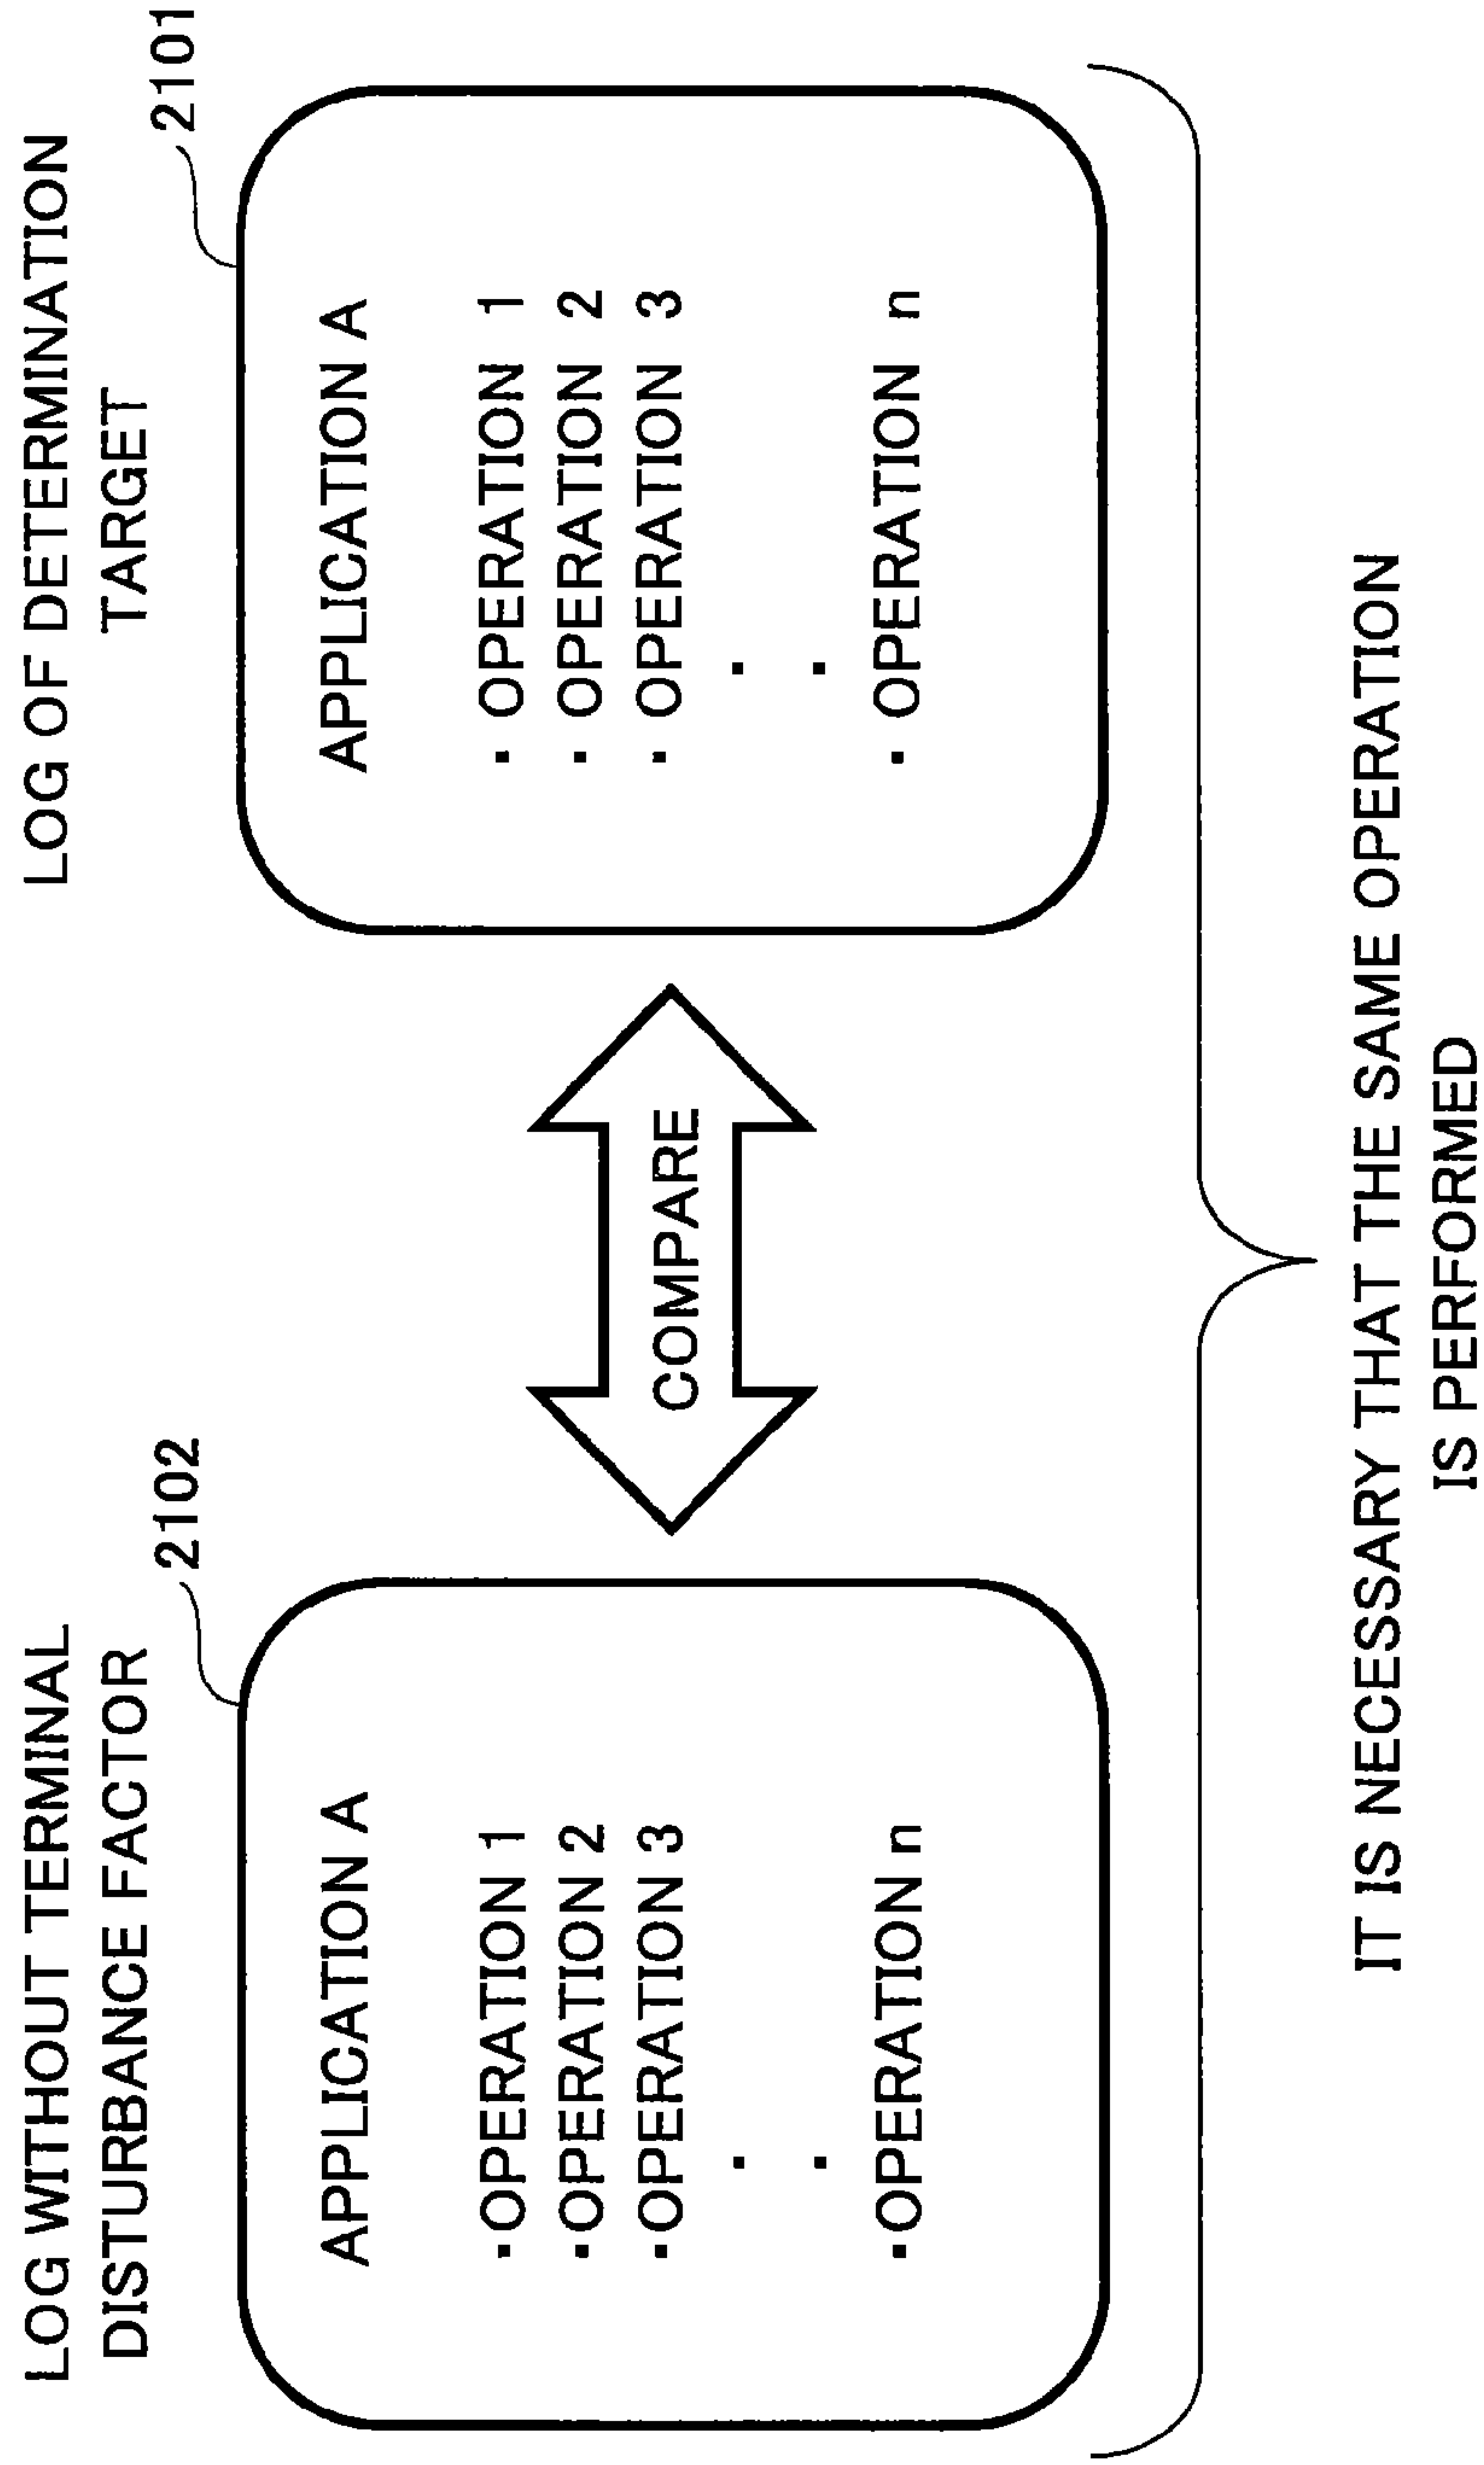 LOG WITHOUT TERMINAL
DISTURBANCE FACTOR
2102
APPLICATION A
・OPERATION 1
・OPERATION 2
・OPERATION 3
・
・
・OPERATION n
COMPARE
LOG OF DETERMINATION
TARGET
2101
APPLICATION A
・ OPERATION 1
・ OPERATION 2
・ OPERATION 3
・
・
・ OPERATION n
IT IS NECESSARY THAT THE SAME OPERATION
IS PERFORMED